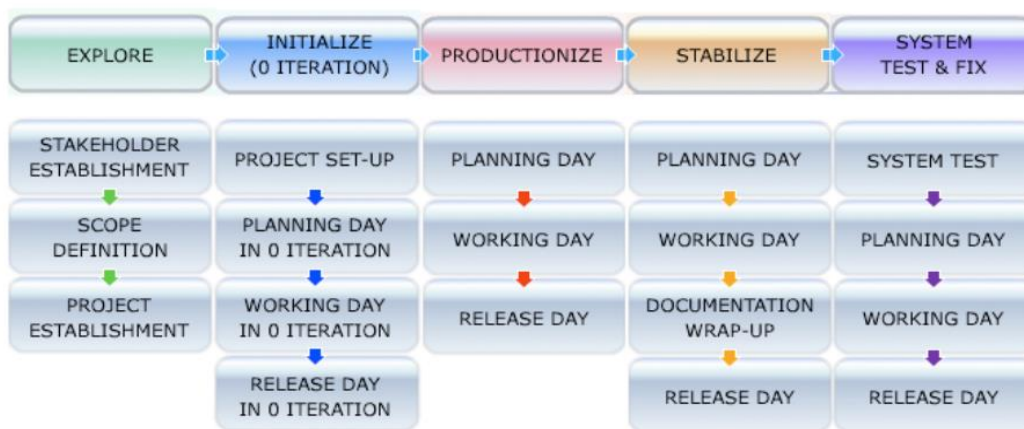 EXPLORE
INITIALIZE
(0 ITERATION)
PRODUCTIONIZE
STABILIZE
SYSTEM
TEST & FIX
STAKEHOLDER
ESTABLISHMENT
SCOPE
DEFINITION
PROJECT
ESTABLISHMENT
PROJECT SET-UP
PLANNING DAY
IN 0 ITERATION
WORKING DAY
IN 0 ITERATION
RELEASE DAY
IN 0 ITERATION
PLANNING DAY
WORKING DAY
RELEASE DAY
PLANNING DAY
WORKING DAY
DOCUMENTATION
WRAP-UP
RELEASE DAY
SYSTEM TEST
PLANNING DAY
WORKING DAY
RELEASE DAY